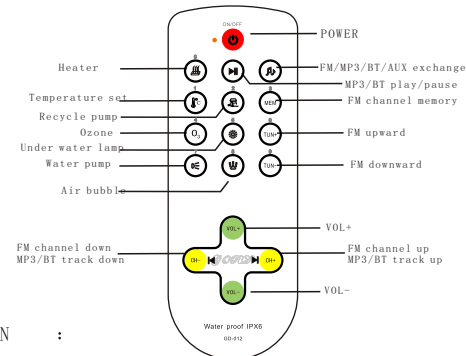 ON/OFF
POWER
Heater
FM/MP3/BT/AUX exchange
MP3/BT play/pause
Temperature set
°C
MEM
FM channel memory
Recycle pump
Ozone
O3
TUN+
FM upward
Under water lamp
Water pump
TUN-
FM downward
Air bubble
VOL+
VOL+
FM channel down
MP3/BT track down
CH-
CH+
FM channel up
MP3/BT track up
VOL-
VOL-
Water proof IPX6
GD-012
N :